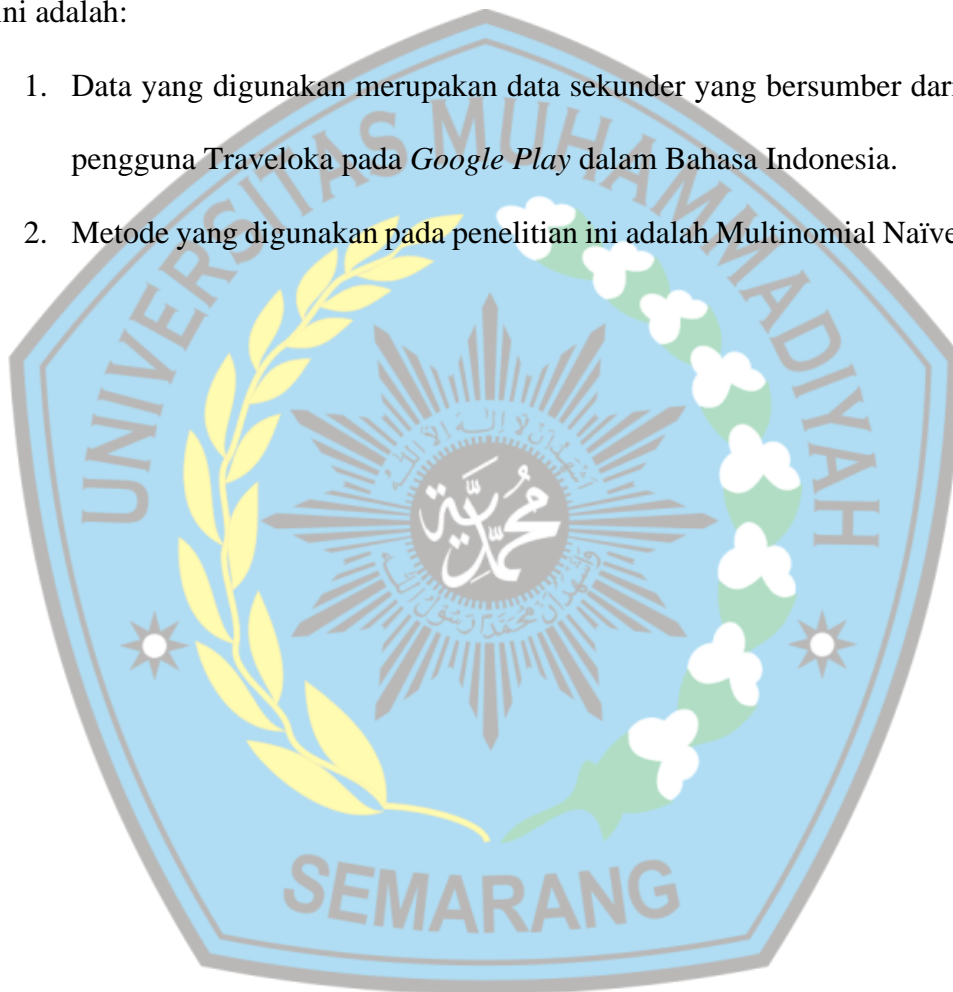 ini adalah:
1. Data yang digunakan merupakan data sekunder yang bersumber dari
pengguna Traveloka pada Google Play dalam Bahasa Indonesia.
2. Metode yang digunakan pada penelitian ini adalah Multinomial Naïve
UNIVERSITAS MUHAMMADIYAH
محمدية
SEMARANG